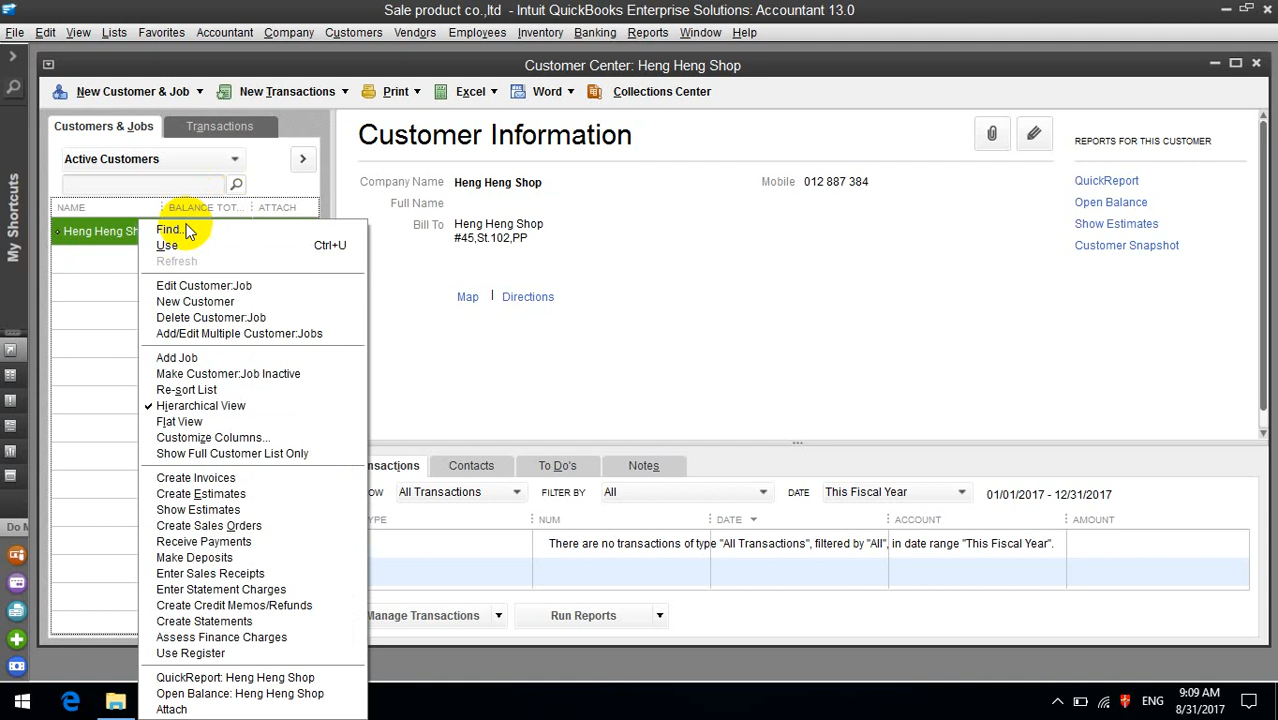 Sale product co.,ltd - Intuit QuickBooks Enterprise Solutions: Accountant 13.0
File Edit View Lists Favorites Accountant Company Customers Vendors Employees Inventory Banking Reports Window Help
Customer Center: Heng Heng Shop
New Customer & Job New Transactions Print Excel Word Collections Center
My Shortcuts
Customers & Jobs Transactions
Active Customers
NAME BALANCE TOT... ATTACH
Heng Heng Sh
Find...
Use Ctrl+U
Refresh
Edit Customer:Job
New Customer
Delete Customer:Job
Add/Edit Multiple Customer:Jobs
Add Job
Make Customer:Job Inactive
Re-sort List
Hierarchical View
Flat View
Customize Columns...
Show Full Customer List Only
Create Invoices
Create Estimates
Show Estimates
Create Sales Orders
Receive Payments
Make Deposits
Enter Sales Receipts
Enter Statement Charges
Create Credit Memos/Refunds
Create Statements
Assess Finance Charges
Use Register
QuickReport: Heng Heng Shop
Open Balance: Heng Heng Shop
Attach
Customer Information
Company Name Heng Heng Shop Mobile 012 887 384
Full Name
Bill To Heng Heng Shop
#45,St.102,PP
Map Directions
REPORTS FOR THIS CUSTOMER
QuickReport
Open Balance
Show Estimates
Customer Snapshot
nsactions Contacts To Do's Notes
OW All Transactions FILTER BY All DATE This Fiscal Year 01/01/2017 - 12/31/2017
YPE NUM DATE ACCOUNT AMOUNT
There are no transactions of type "All Transactions", filtered by "All", in date range "This Fiscal Year".
Manage Transactions Run Reports
Do M
ENG
9:09 AM
8/31/2017